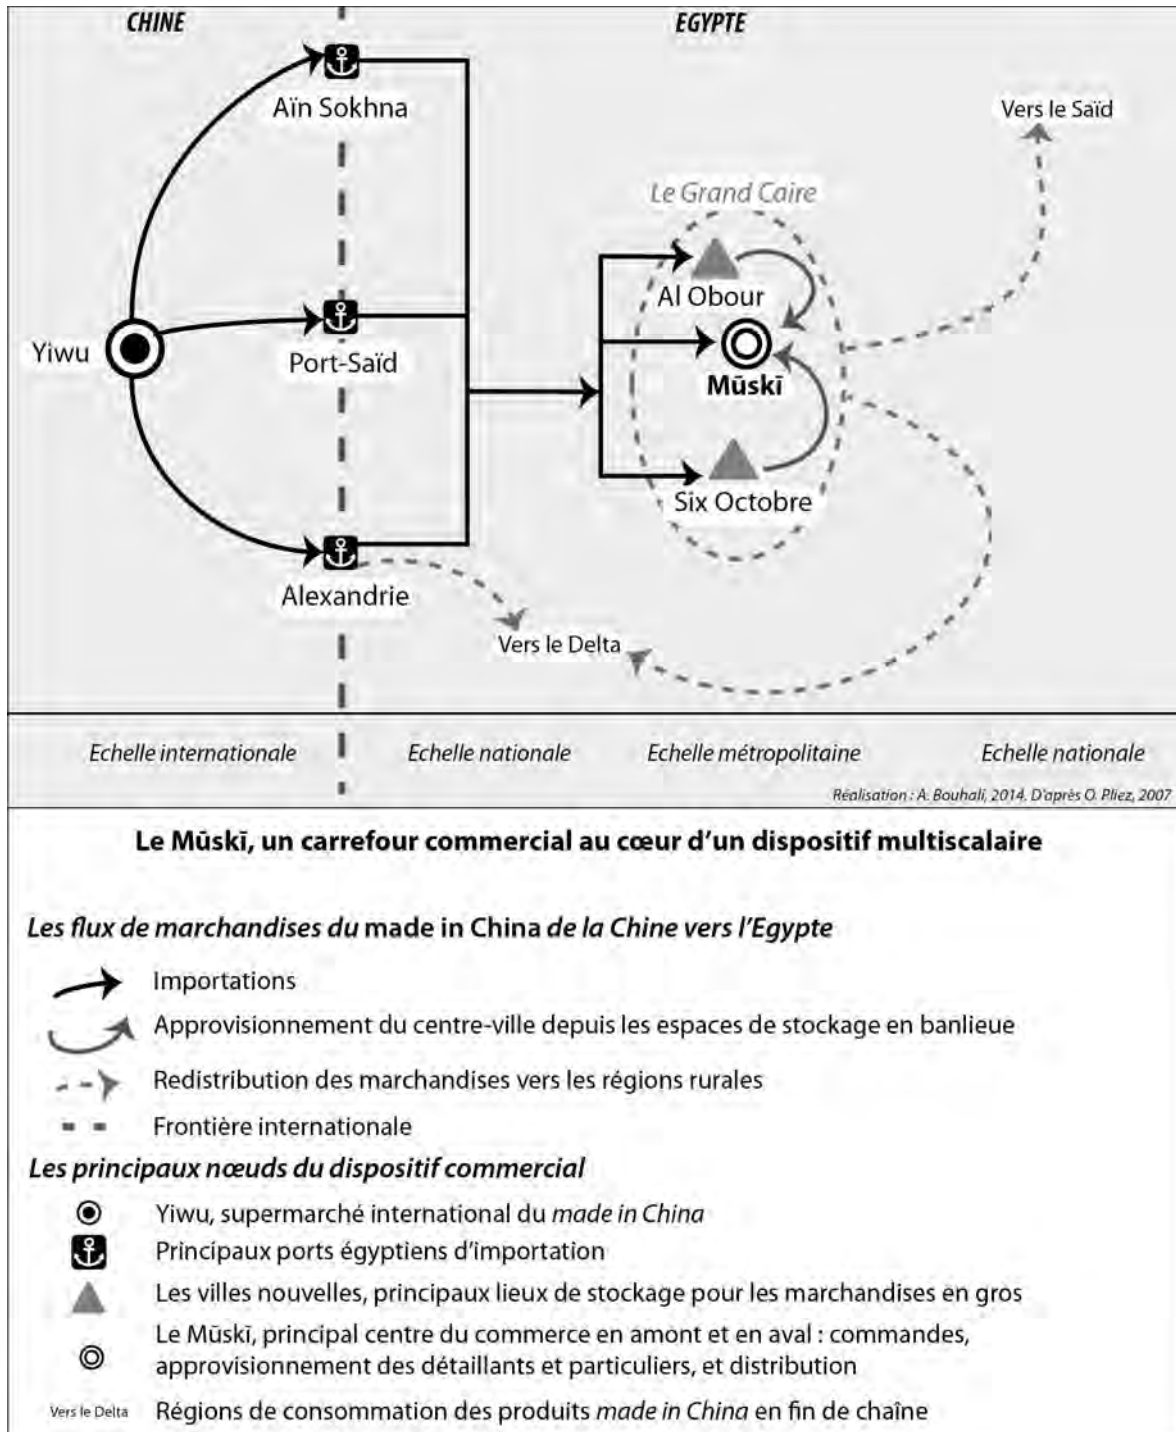 CHINE
EGYPTE
Aïn Sokhna
Vers le Saïd
Le Grand Caire
Al Obour
Yiwu
Port-Saïd
Mūskī
Six Octobre
Alexandrie
Vers le Delta
Echelle internationale
Echelle nationale
Echelle métropolitaine
Echelle nationale
Réalisation : A. Bouhali, 2014. D'après O. Pliez, 2007
Le Mūskī, un carrefour commercial au cœur d'un dispositif multiscalaire
Les flux de marchandises du made in China de la Chine vers l'Egypte
Importations
Approvisionnement du centre-ville depuis les espaces de stockage en banlieue
Redistribution des marchandises vers les régions rurales
Frontière internationale
Les principaux nœuds du dispositif commercial
Yiwu, supermarché international du made in China
Principaux ports égyptiens d'importation
Les villes nouvelles, principaux lieux de stockage pour les marchandises en gros
Le Mūskī, principal centre du commerce en amont et en aval : commandes,
approvisionnement des détaillants et particuliers, et distribution
Vers le Delta
Régions de consommation des produits made in China en fin de chaîne